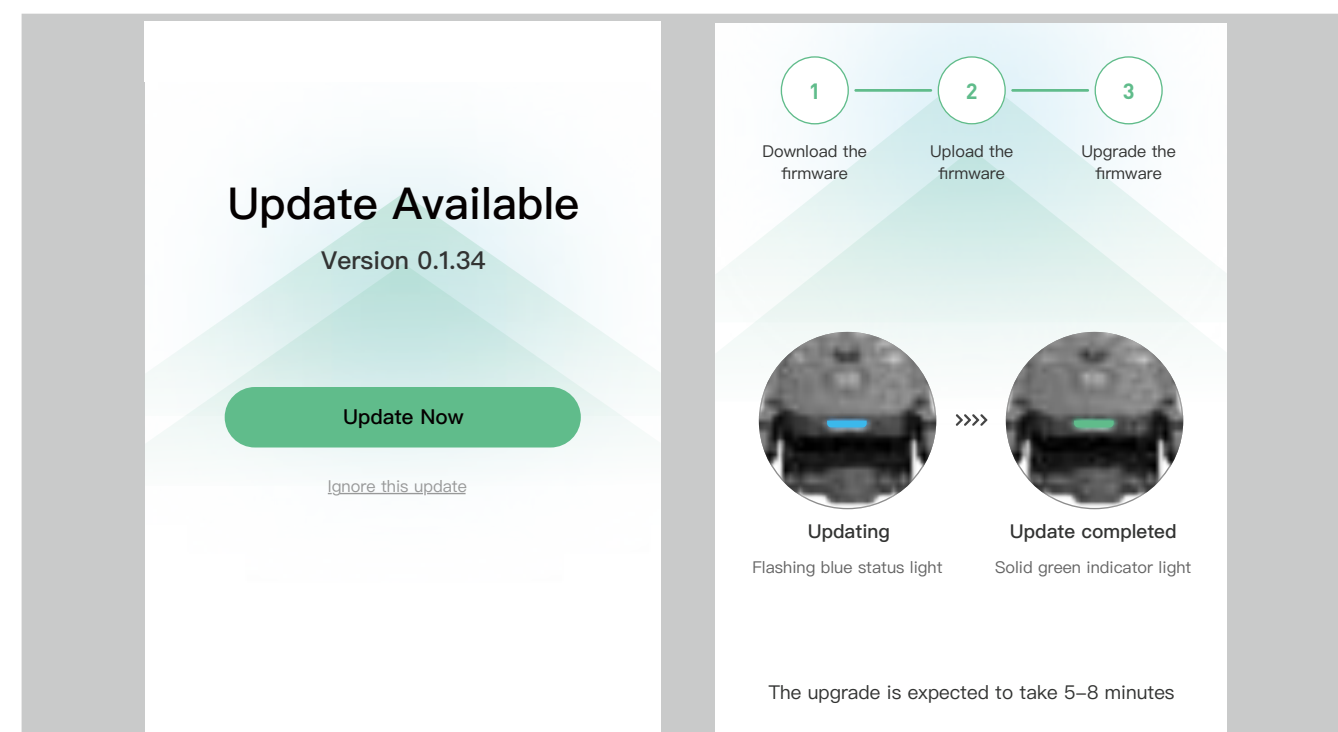 Update Available
Version 0.1.34
Update Now
Ignore this update
1
2
3
Download the
firmware
Upload the
firmware
Upgrade the
firmware
››››
Updating
Flashing blue status light
Update completed
Solid green indicator light
The upgrade is expected to take 5–8 minutes